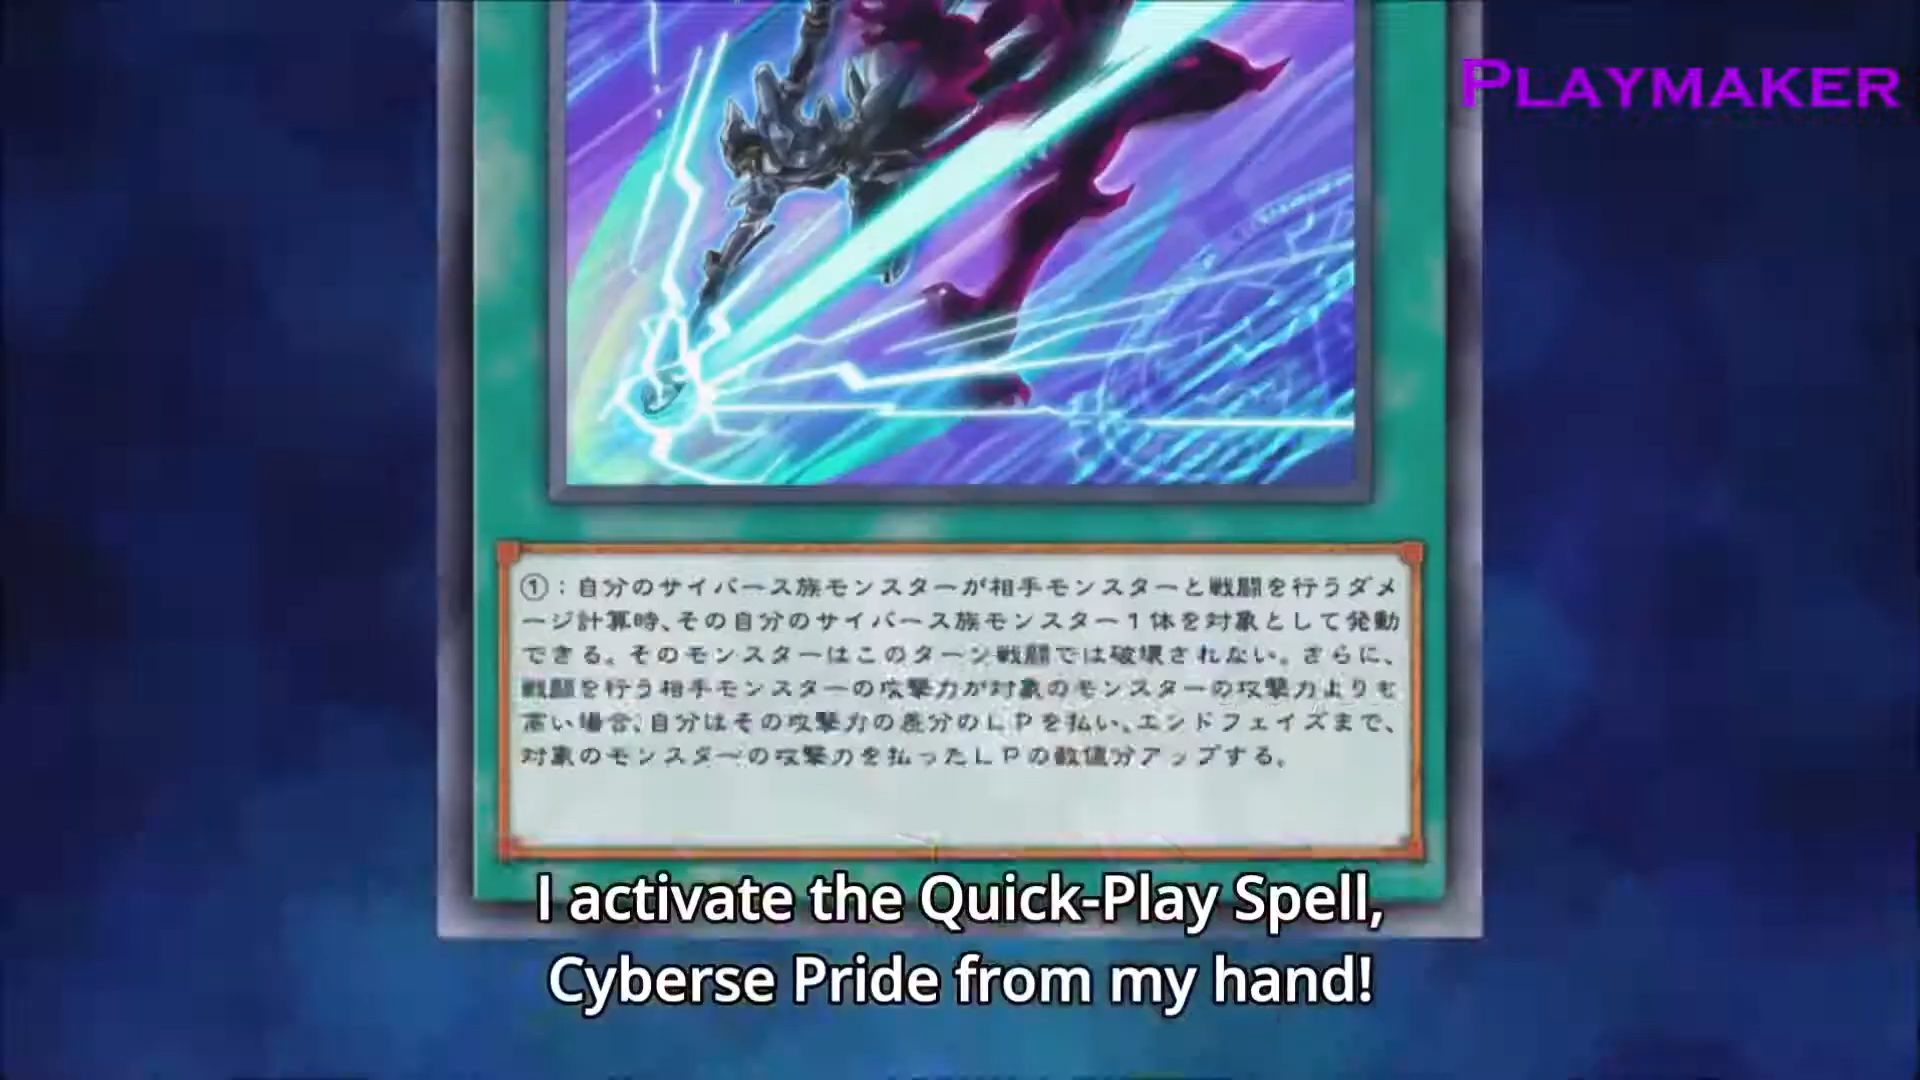 PLAYMAKER
①：自分のサイバース族モンスターが相手モンスターと戦闘を行うダメ
ージ計算時、その自分のサイバース族モンスター１体を対象として発動
できる。そのモンスターはこのターン戦闘では破壊されない。さらに、
戦闘を行う相手モンスターの攻撃力が対象のモンスターの攻撃力よりも
高い場合、自分はその攻撃力の差分のＬＰを払い、エンドフェイズまで、
対象のモンスターの攻撃力を払ったＬＰの数値分アップする。
I activate the Quick-Play Spell,
Cyberse Pride from my hand!